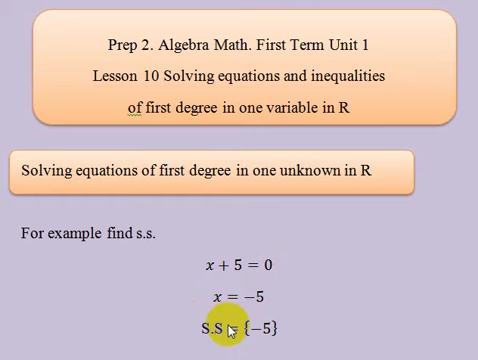 Prep 2. Algebra Math. First Term Unit 1
Lesson 10 Solving equations and inequalities
of first degree in one variable in R
Solving equations of first degree in one unknown in R
For example find s.s.
x + 5 = 0
x = −5
S.S = {−5}